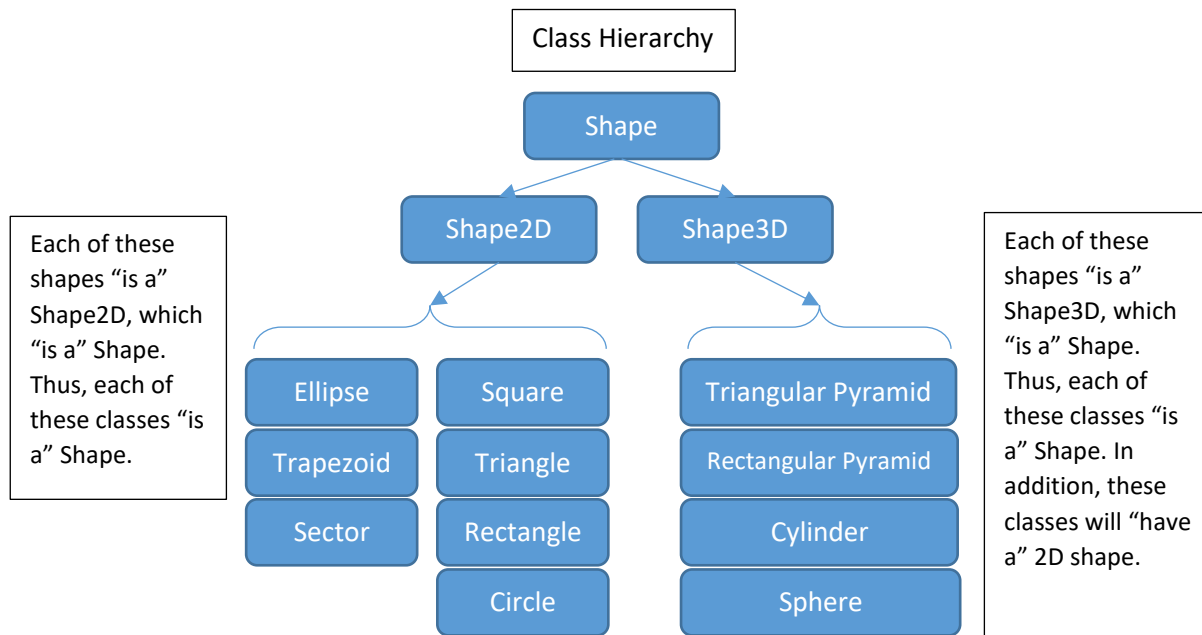 Class Hierarchy
Shape
Shape2D
Shape3D
Each of these
shapes “is a”
Shape2D, which
“is a” Shape.
Thus, each of
these classes “is
a” Shape.
Ellipse
Trapezoid
Sector
Square
Triangle
Rectangle
Circle
Triangular Pyramid
Rectangular Pyramid
Cylinder
Sphere
Each of these
shapes “is a”
Shape3D, which
“is a” Shape.
Thus, each of
these classes “is
a” Shape. In
addition, these
classes will “have
a” 2D shape.